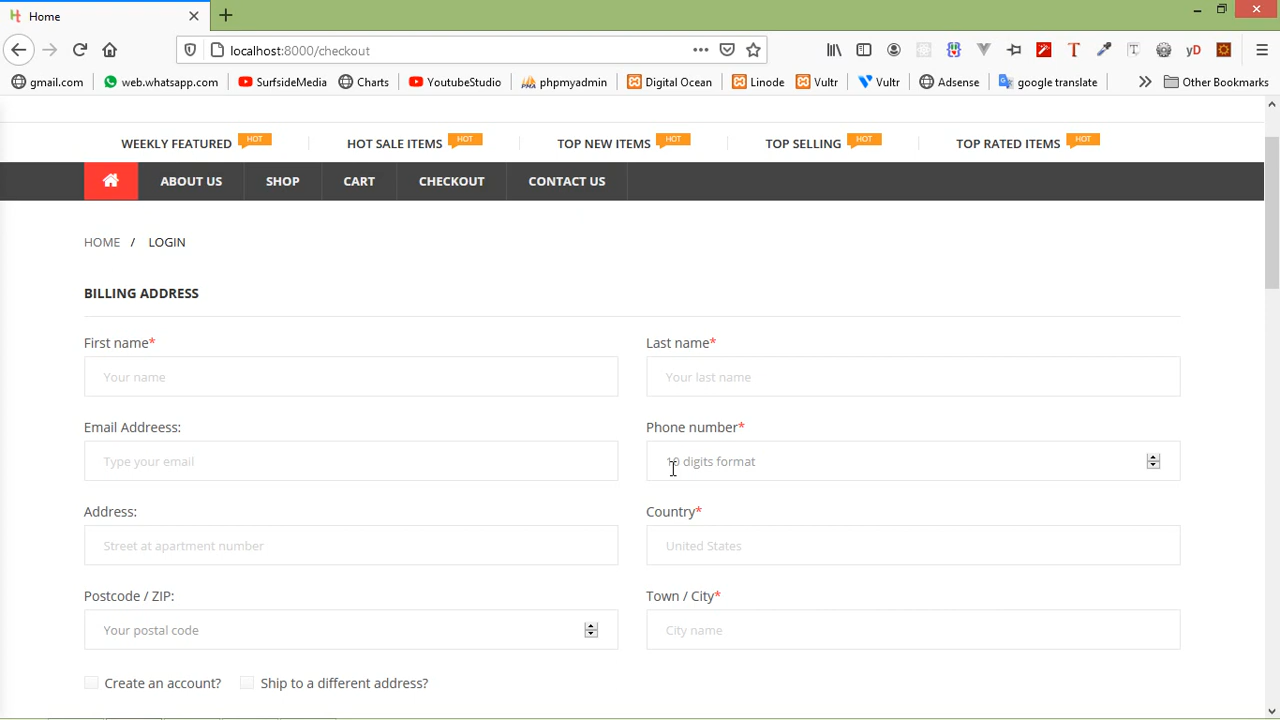 Home
localhost:8000/checkout
gmail.com web.whatsapp.com SurfsideMedia Charts YoutubeStudio phpmyadmin Digital Ocean Linode Vultr Vultr Adsense google translate Other Bookmarks
WEEKLY FEATURED HOT HOT SALE ITEMS HOT TOP NEW ITEMS HOT TOP SELLING HOT TOP RATED ITEMS HOT
ABOUT US SHOP CART CHECKOUT CONTACT US
HOME / LOGIN
BILLING ADDRESS
First name* Last name*
Your name Your last name
Email Addreess: Phone number*
Type your email 10 digits format
Address: Country*
Street at apartment number United States
Postcode / ZIP: Town / City*
Your postal code City name
Create an account? Ship to a different address?